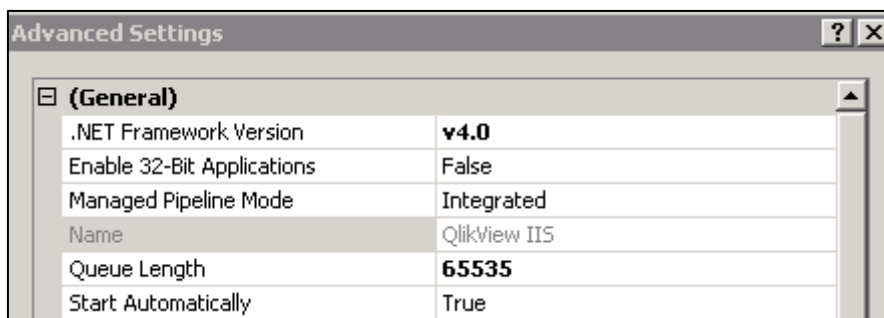 Advanced Settings ? X
(General)
.NET Framework Version v4.0
Enable 32-Bit Applications False
Managed Pipeline Mode Integrated
Name QlikView IIS
Queue Length 65535
Start Automatically True